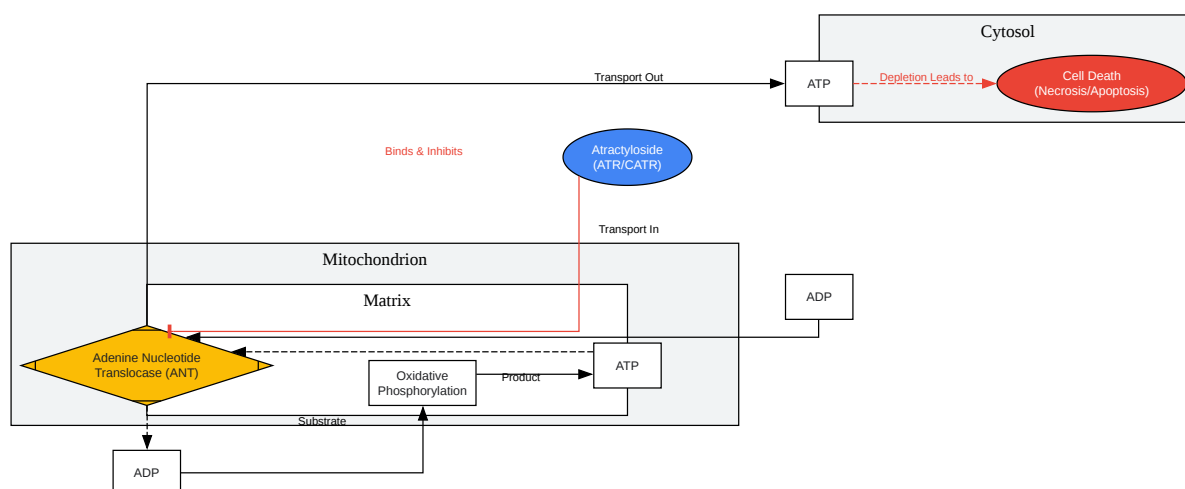 Cytosol
Transport Out
ATP
Depletion Leads to
Cell Death
(Necrosis/Apoptosis)
Binds & Inhibits
Atractyloside
(ATR/CATR)
Transport In
Mitochondrion
Matrix
ADP
Adenine Nucleotide
Translocase (ANT)
Oxidative
Phosphorylation
Product
ATP
Substrate
ADP